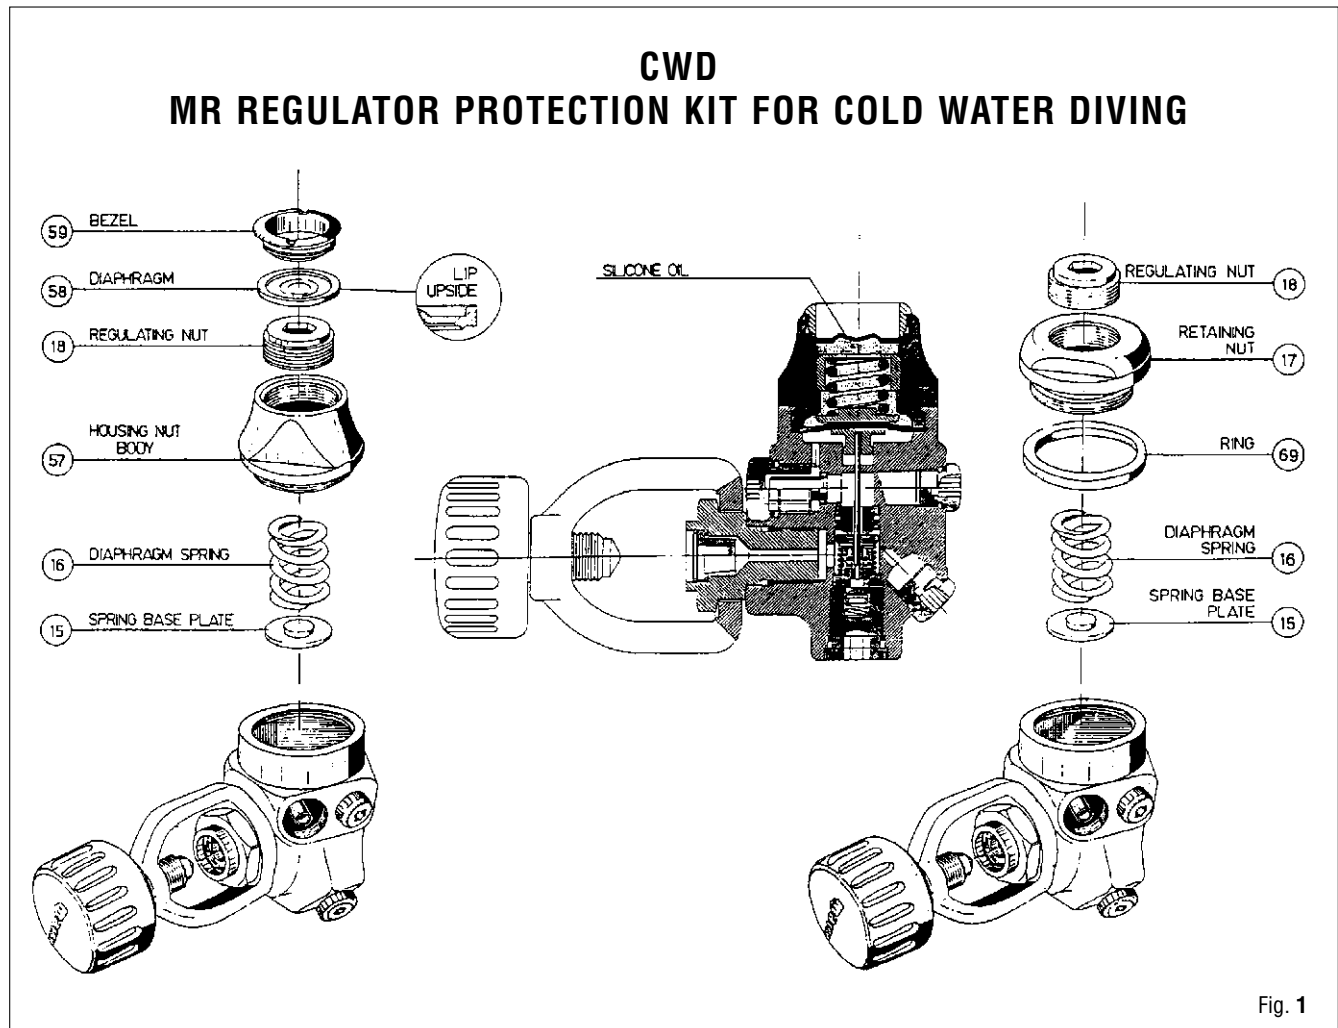 CWD
MR REGULATOR PROTECTION KIT FOR COLD WATER DIVING
59 BEZEL
58 DIAPHRAGM
LIP
UPSIDE
18 REGULATING NUT
HOUSING NUT
BODY
57
16 DIAPHRAGM SPRING
15 SPRING BASE PLATE
SILICONE OIL
REGULATING NUT 18
RETAINING
NUT 17
RING 69
DIAPHRAGM
SPRING 16
SPRING BASE
PLATE 15
Fig. 1